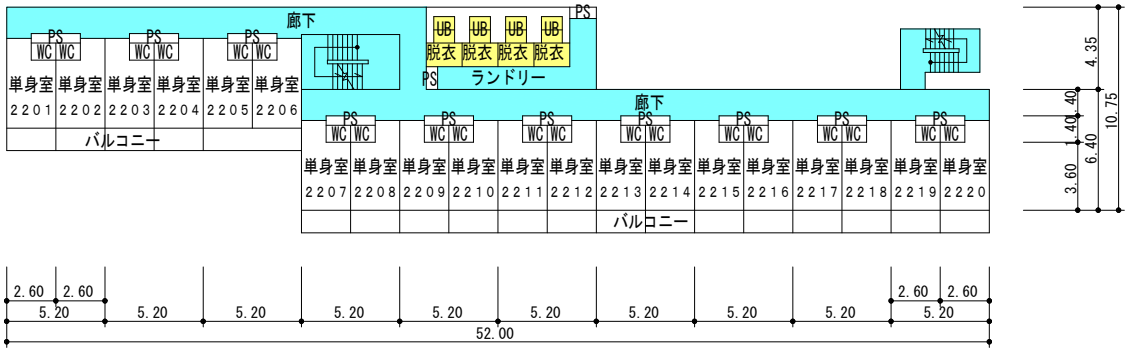 廊下
UB UB UB UB
PS
PS PS PS
WC WC WC WC WC WC
脱衣 脱衣 脱衣 脱衣
PS
ランドリー
単身室 単身室 単身室 単身室 単身室 単身室
2201 2202 2203 2204 2205 2206
バルコニー
廊下
PS PS PS PS PS PS PS
WC WC WC WC WC WC WC WC WC WC WC WC WC WC
単身室 単身室 単身室 単身室 単身室 単身室 単身室 単身室 単身室 単身室 単身室 単身室 単身室 単身室
2207 2208 2209 2210 2211 2212 2213 2214 2215 2216 2217 2218 2219 2220
バルコニー
4.35
1.40
1.40
3.60
6.40
10.75
2.60 2.60 2.60 2.60
5.20 5.20 5.20 5.20 5.20 5.20 5.20 5.20 5.20 5.20
52.00